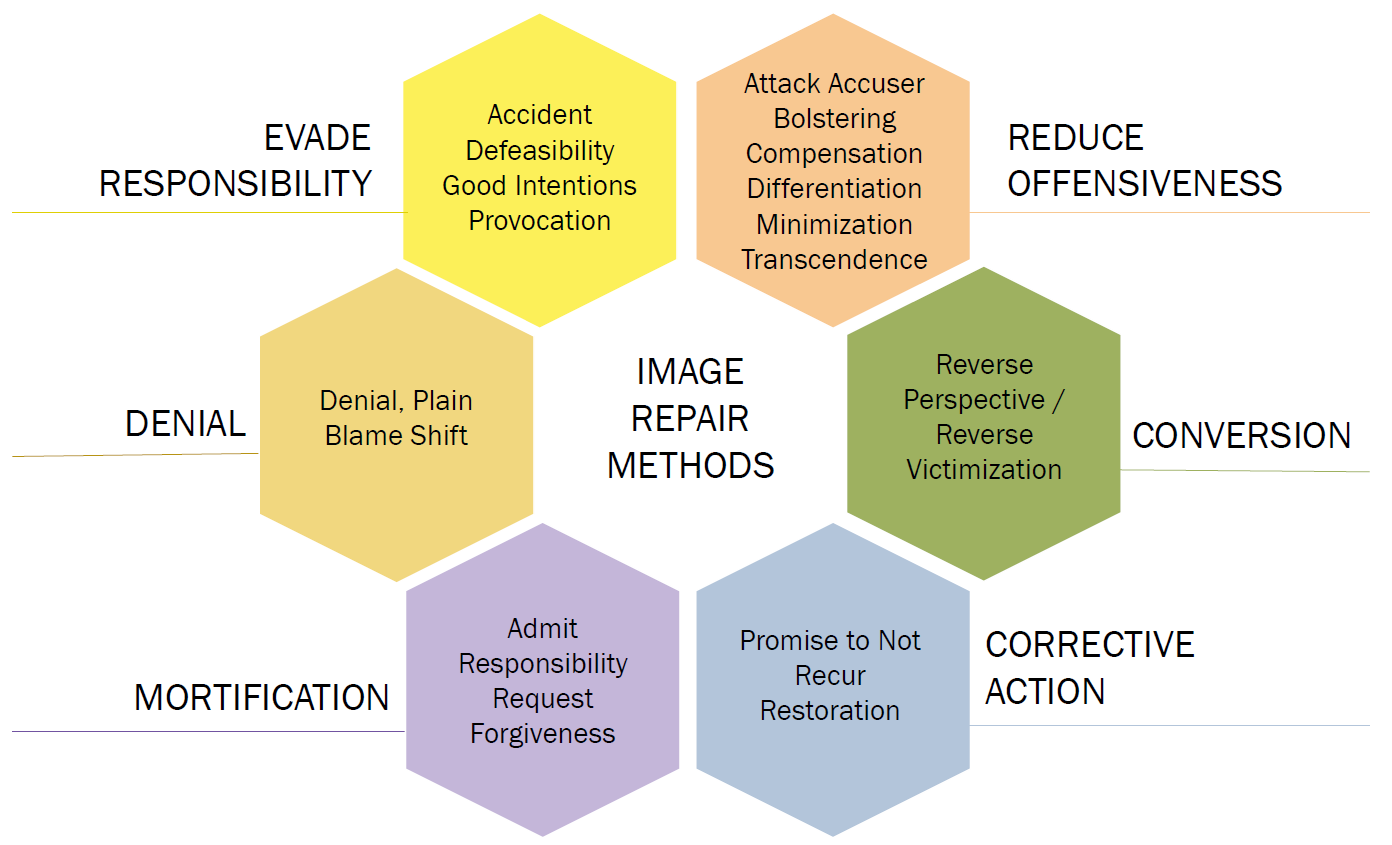 EVADE
RESPONSIBILITY
Accident
Defeasibility
Good Intentions
Provocation
Attack Accuser
Bolstering
Compensation
Differentiation
Minimization
Transcendence
REDUCE
OFFENSIVENESS
DENIAL
Denial, Plain
Blame Shift
IMAGE
REPAIR
METHODS
Reverse
Perspective /
Reverse
Victimization
CONVERSION
MORTIFICATION
Admit
Responsibility
Request
Forgiveness
Promise to Not
Recur
Restoration
CORRECTIVE
ACTION